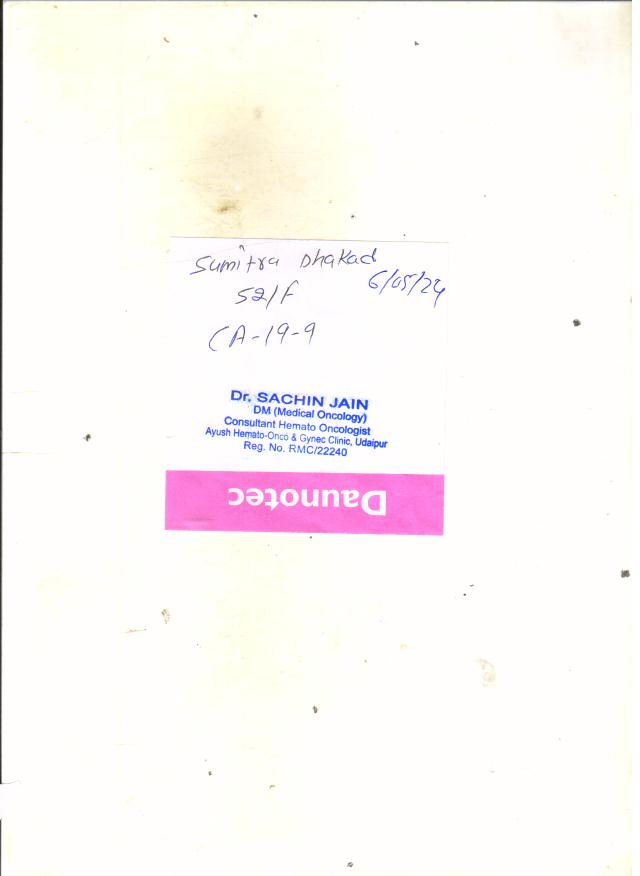 Sumitra Dhakad
6/05/24
52/F
CA-19-9
Dr. SACHIN JAIN
DM (Medical Oncology)
Consultant Hemato Oncologist
Ayush Hemato-Onco & Gynec Clinic, Udaipur
Reg. No. RMC/22240
Daunotec